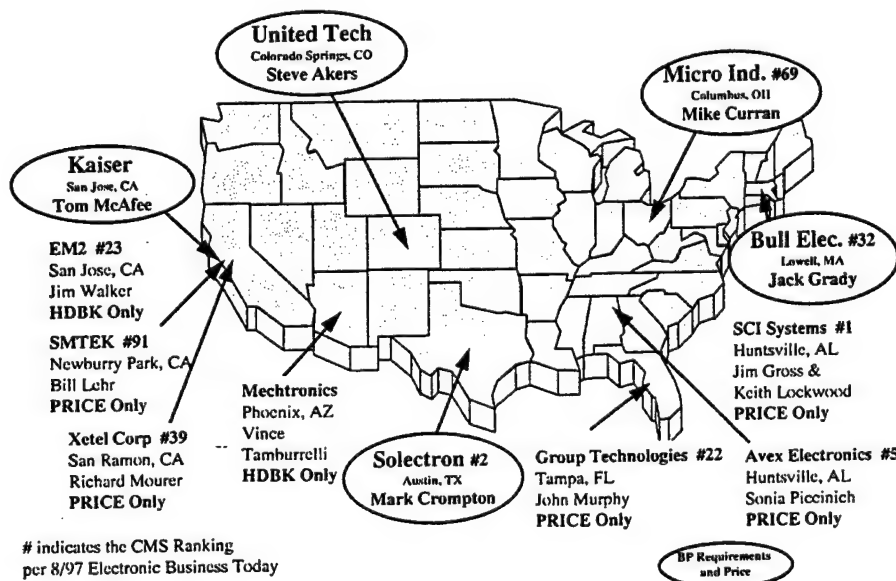 United Tech
Colorado Springs, CO
Steve Akers
Micro Ind. #69
Columbus, OH
Mike Curran
Kaiser
San Jose, CA
Tom McAfee
Bull Elec. #32
Lowell, MA
Jack Grady
EM2 #23
San Jose, CA
Jim Walker
HDBK Only
SMTEK #91
Newburry Park, CA
Bill Lehr
PRICE Only
Xetel Corp #39
San Ramon, CA
Richard Mourer
PRICE Only
Mechtronics
Phoenix, AZ
Vince
Tamburrelli
HDBK Only
Solectron #2
Austin, TX
Mark Crompton
Group Technologies #22
Tampa, FL
John Murphy
PRICE Only
SCI Systems #1
Huntsville, AL
Jim Gross &
Keith Lockwood
PRICE Only
Avex Electronics #5
Huntsville, AL
Sonia Piccinich
PRICE Only
# indicates the CMS Ranking
per 8/97 Electronic Business Today
BP Requirements
and Price